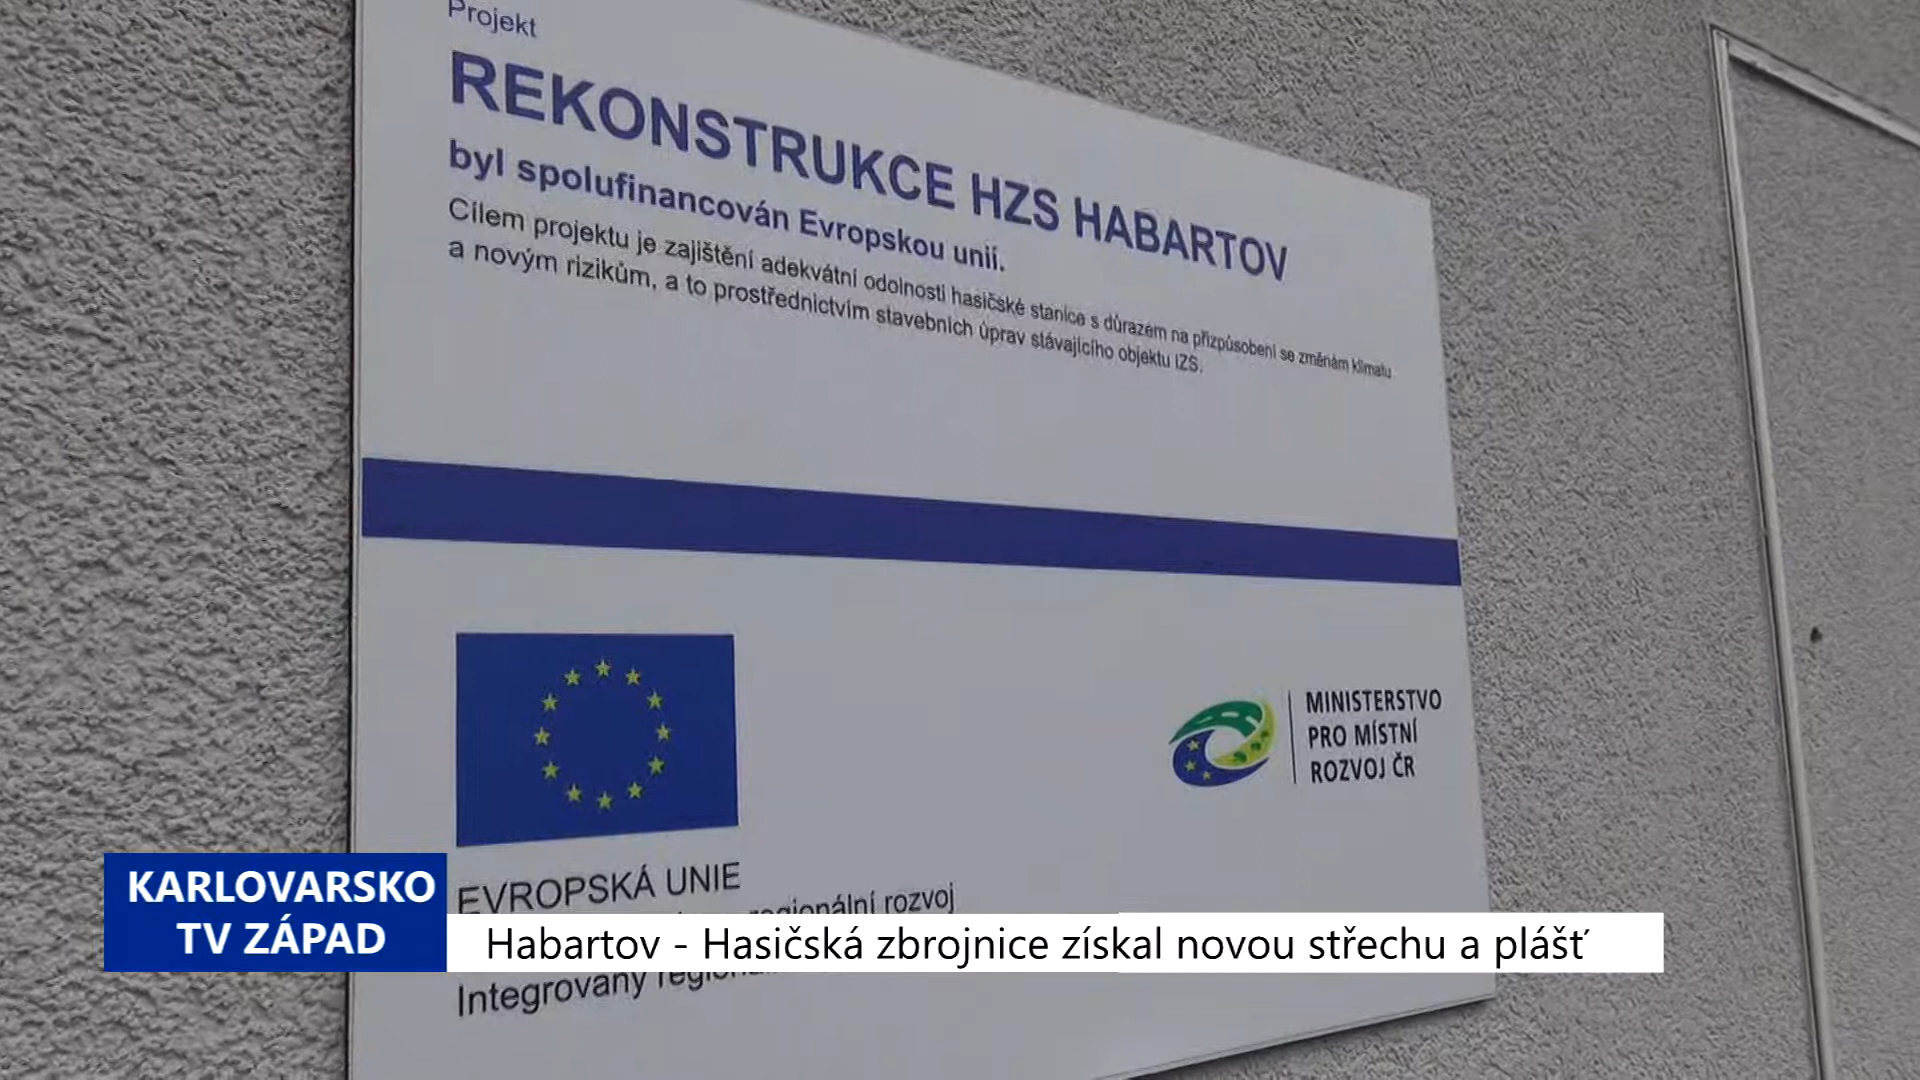 Projekt
REKONSTRUKCE HZS HABARTOV
byl spolufinancován Evropskou unií.
Cílem projektu je zajištění adekvátní odolnosti hasičské stanice s důrazem na přizpůsobení se změnám klimatu
a novým rizikům, a to prostřednictvím stavebních úprav stávajícího objektu IZS.
MINISTERSTVO
PRO MÍSTNÍ
ROZVOJ ČR
EVROPSKÁ UNIE
regionální rozvoj
Integrovaný
KARLOVARSKO
TV ZÁPAD
Habartov - Hasičská zbrojnice získal novou střechu a plášť